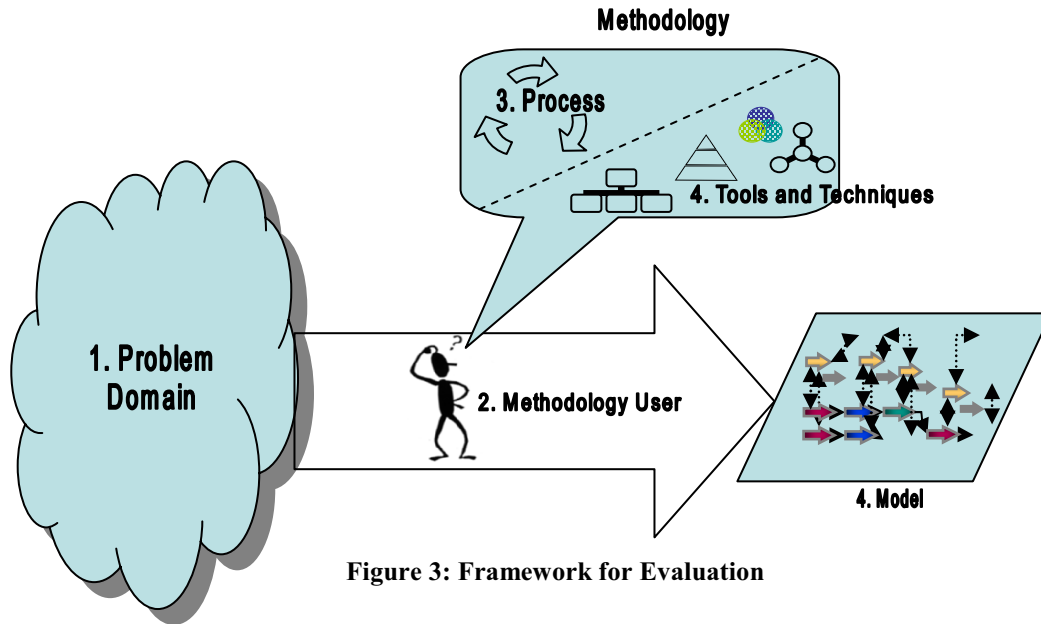 Methodology
3. Process
4. Tools and Techniques
1. Problem
Domain
?
2. Methodology User
4. Model
Figure 3: Framework for Evaluation